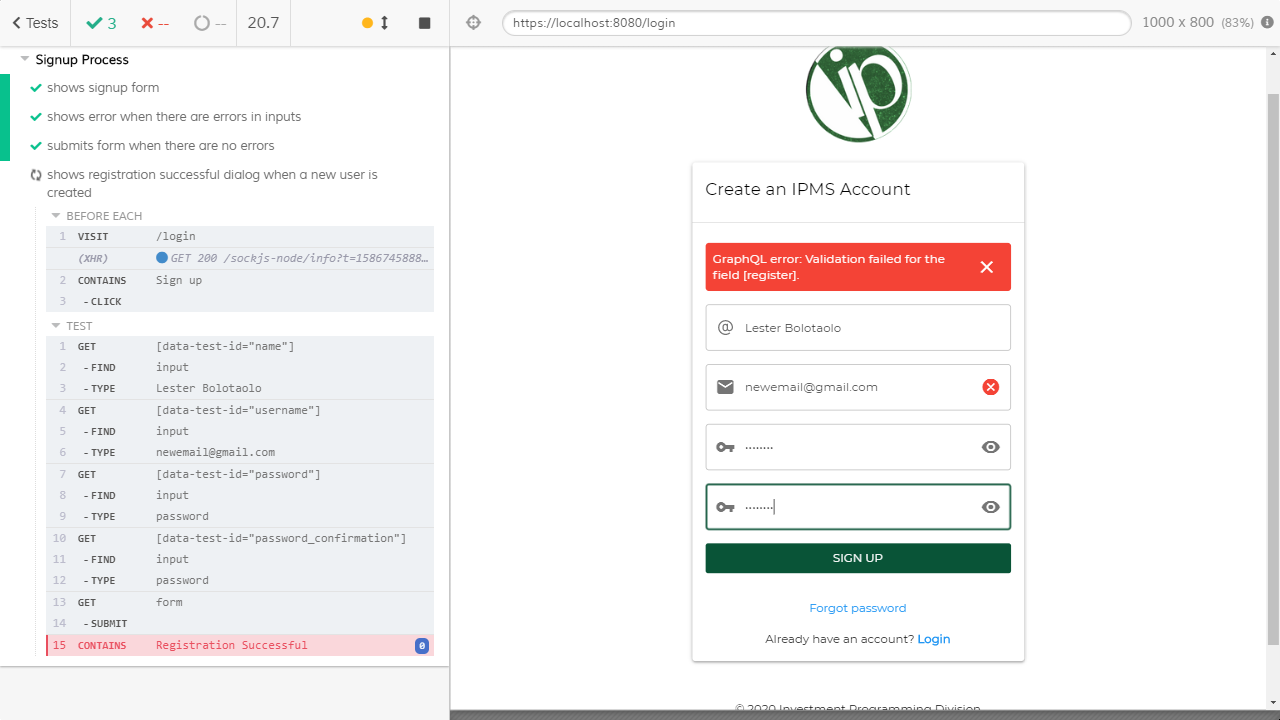 Tests
3
--
--
20.7
https://localhost:8080/login
1000 x 800 (83%)
Signup Process
shows signup form
shows error when there are errors in inputs
submits form when there are no errors
shows registration successful dialog when a new user is
created
BEFORE EACH
1 VISIT /login
(XHR) GET 200 /sockjs-node/info?t=1586745888…
2 CONTAINS Sign up
3 -CLICK
TEST
1 GET [data-test-id="name"]
2 -FIND input
3 -TYPE Lester Bolotaolo
4 GET [data-test-id="username"]
5 -FIND input
6 -TYPE newemail@gmail.com
7 GET [data-test-id="password"]
8 -FIND input
9 -TYPE password
10 GET [data-test-id="password_confirmation"]
11 -FIND input
12 -TYPE password
13 GET form
14 -SUBMIT
15 CONTAINS Registration Successful 0
ip
Create an IPMS Account
GraphQL error: Validation failed for the
field [register].
@ Lester Bolotaolo
newemail@gmail.com
········
········
SIGN UP
Forgot password
Already have an account? Login
© 2020 Investment Programming Division